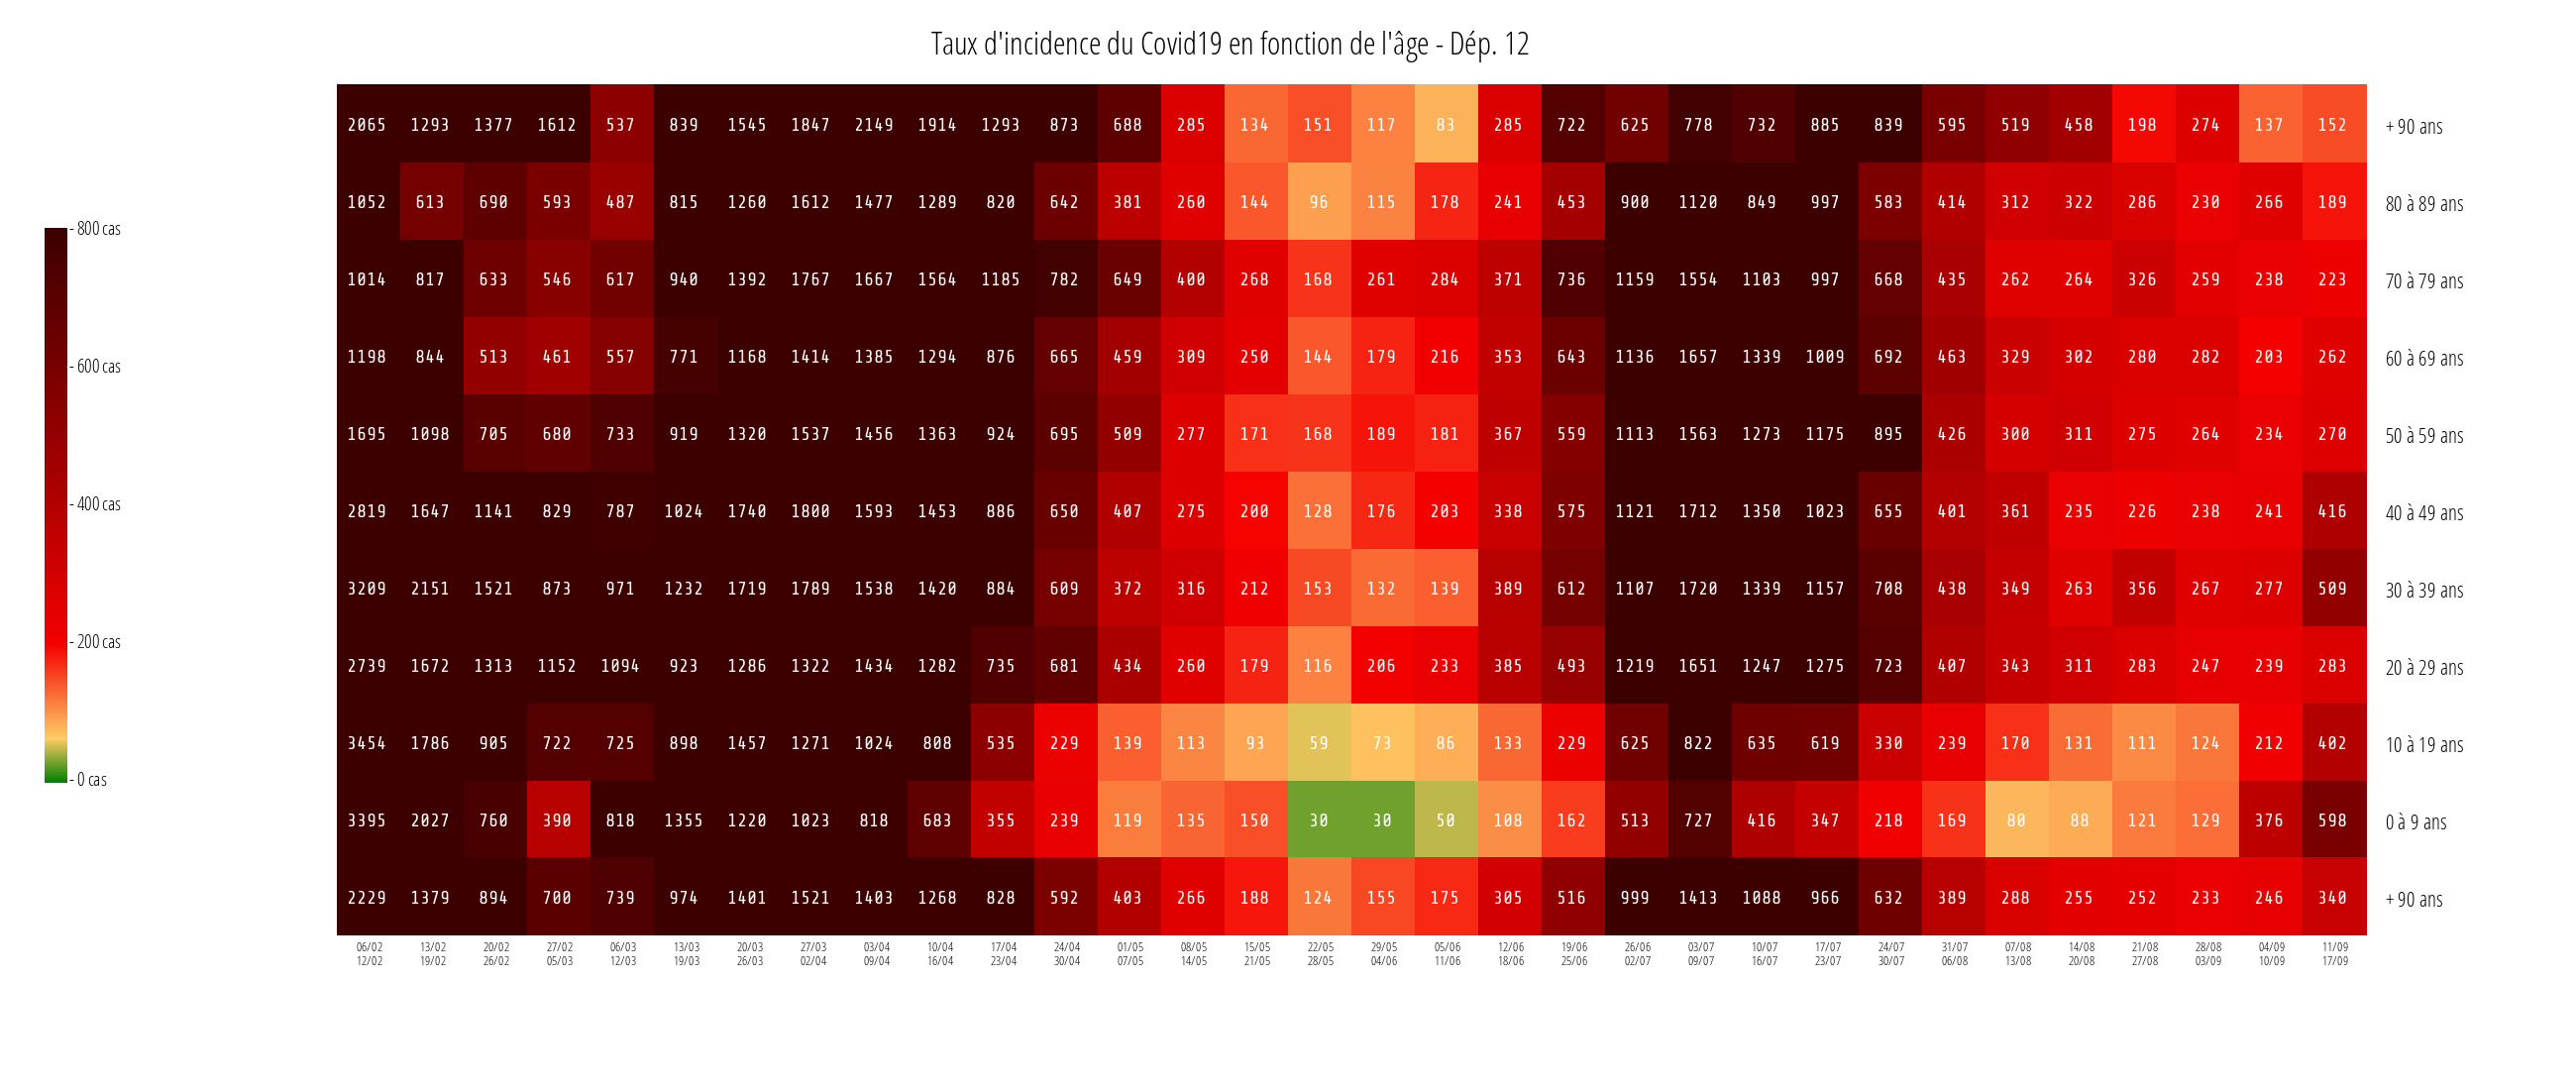 Taux d'incidence du Covid19 en fonction de l'âge - Dép. 12
- 800 cas
- 600 cas
- 400 cas
- 200 cas
- 0 cas
2065 1293 1377 1612 537 839 1545 1847 2149 1914 1293 873 688 285 134 151 117 83 285 722 625 778 732 885 839 595 519 458 198 274 137 152 + 90 ans
1052 613 690 593 487 815 1260 1612 1477 1289 820 642 381 260 144 96 115 178 241 453 900 1120 849 997 583 414 312 322 286 230 266 189 80 à 89 ans
1014 817 633 546 617 940 1392 1767 1667 1564 1185 782 649 400 268 168 261 284 371 736 1159 1554 1103 997 668 435 262 264 326 259 238 223 70 à 79 ans
1198 844 513 461 557 771 1168 1414 1385 1294 876 665 459 309 250 144 179 216 353 643 1136 1657 1339 1009 692 463 329 302 280 282 203 262 60 à 69 ans
1695 1098 705 680 733 919 1320 1537 1456 1363 924 695 509 277 171 168 189 181 367 559 1113 1563 1273 1175 895 426 300 311 275 264 234 270 50 à 59 ans
2819 1647 1141 829 787 1024 1740 1800 1593 1453 886 650 407 275 200 128 176 203 338 575 1121 1712 1350 1023 655 401 361 235 226 238 241 416 40 à 49 ans
3209 2151 1521 873 971 1232 1719 1789 1538 1420 884 609 372 316 212 153 132 139 389 612 1107 1720 1339 1157 708 438 349 263 356 267 277 509 30 à 39 ans
2739 1672 1313 1152 1094 923 1286 1322 1434 1282 735 681 434 260 179 116 206 233 385 493 1219 1651 1247 1275 723 407 343 311 283 247 239 283 20 à 29 ans
3454 1786 905 722 725 898 1457 1271 1024 808 535 229 139 113 93 59 73 86 133 229 625 822 635 619 330 239 170 131 111 124 212 402 10 à 19 ans
3395 2027 760 390 818 1355 1220 1023 818 683 355 239 119 135 150 30 30 50 108 162 513 727 416 347 218 169 80 88 121 129 376 598 0 à 9 ans
2229 1379 894 700 739 974 1401 1521 1403 1268 828 592 403 266 188 124 155 175 305 516 999 1413 1088 966 632 389 288 255 252 233 246 340 + 90 ans
06/02 13/02 20/02 27/02 06/03 13/03 20/03 27/03 03/04 10/04 17/04 24/04 01/05 08/05 15/05 22/05 29/05 05/06 12/06 19/06 26/06 03/07 10/07 17/07 24/07 31/07 07/08 14/08 21/08 28/08 04/09 11/09
12/02 19/02 26/02 05/03 12/03 19/03 26/03 02/04 09/04 16/04 23/04 30/04 07/05 14/05 21/05 28/05 04/06 11/06 18/06 25/06 02/07 09/07 16/07 23/07 30/07 06/08 13/08 20/08 27/08 03/09 10/09 17/09